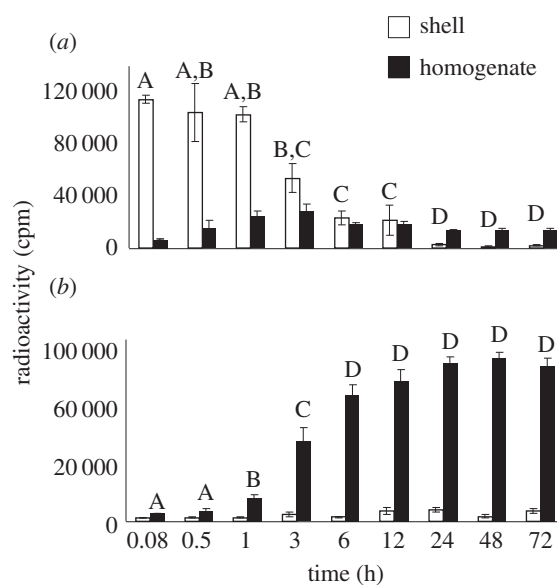 shell
homogenate
(a)
120 000
80 000
40 000
0
A
A,B
A,B
B,C
C
C
D
D
D
radioactivity (cpm)
(b)
100 000
60 000
20 000
0
A
A
B
C
D
D
D
D
D
0.08 0.5 1 3 6 12 24 48 72
time (h)